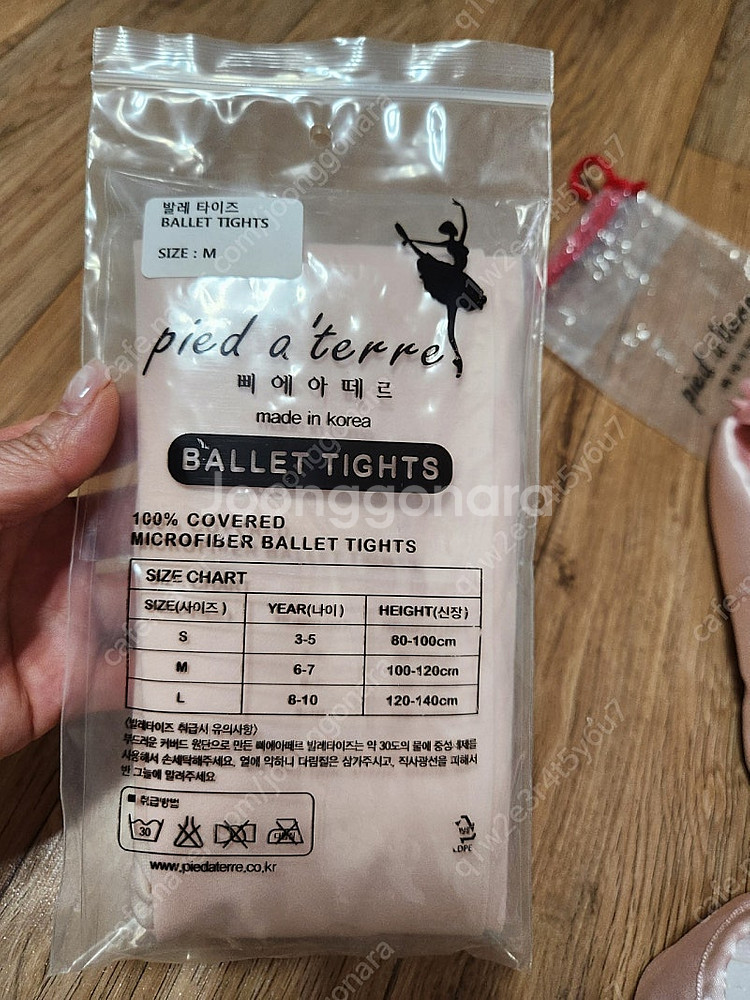 발레 타이즈
BALLET TIGHTS
SIZE : M
pied a'terre
삐에아떼르
made in korea
BALLET TIGHTS
Joonggonara
100% COVERED
MICROFIBER BALLET TIGHTS
SIZE CHART
SIZE(사이즈) YEAR(나이) HEIGHT(신장)
S 3-5 80-100cm
M 6-7 100-120cm
L 8-10 120-140cm
<발레타이즈 취급시 유의사항>
부드러운 커버드 원단으로 만든 삐에아떼르 발레타이즈는 약 30도의 물에 중성세제를
사용해서 손세탁해주세요. 열에 약하니 다림질은 삼가주시고, 직사광선을 피해서
반 그늘에 말려주세요
■ 취급방법
30
www.piedaterre.co.kr
LDPE
pied a'terre
cafe.naver.com/joonggonara
q1w2e3r4t5y6u7